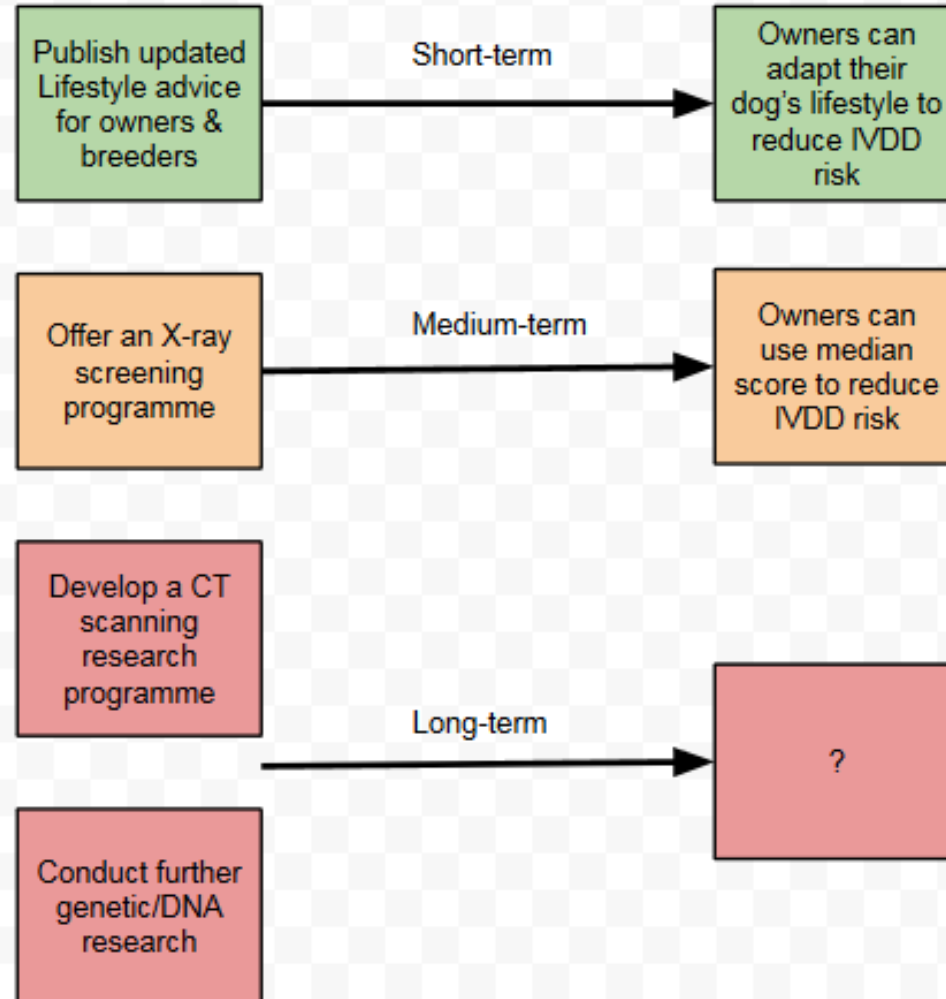 Publish updated
Lifestyle advice
for owners &
breeders
Short-term
Owners can
adapt their
dog's lifestyle to
reduce IVDD
risk
Offer an X-ray
screening
programme
Medium-term
Owners can
use median
score to reduce
IVDD risk
Develop a CT
scanning
research
programme
Long-term
?
Conduct further
genetic/DNA
research